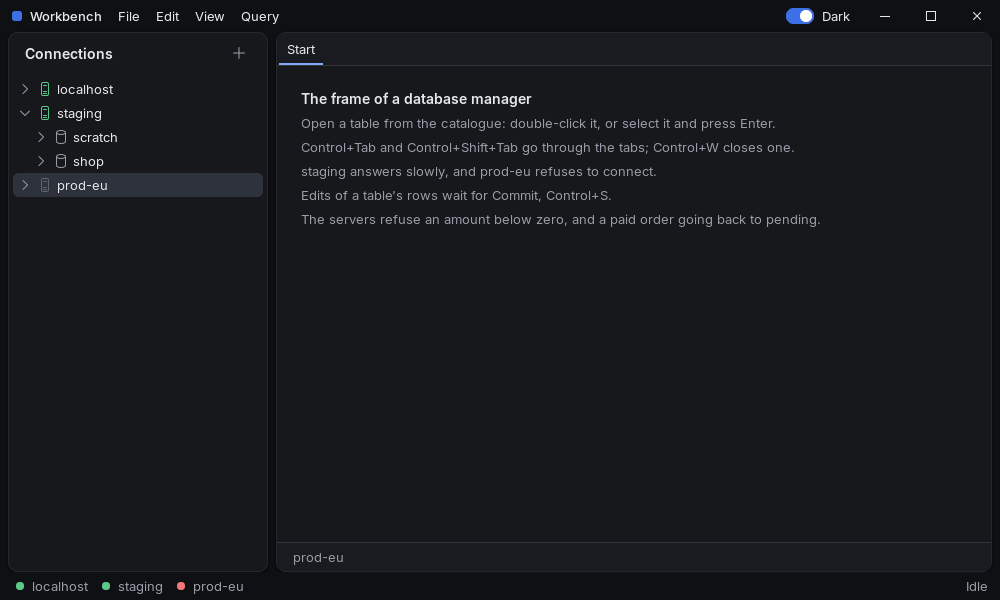 Workbench File Edit View Query Dark
Connections
Start
localhost
staging
scratch
shop
prod-eu
The frame of a database manager
Open a table from the catalogue: double-click it, or select it and press Enter.
Control+Tab and Control+Shift+Tab go through the tabs; Control+W closes one.
staging answers slowly, and prod-eu refuses to connect.
Edits of a table's rows wait for Commit, Control+S.
The servers refuse an amount below zero, and a paid order going back to pending.
prod-eu
localhost staging prod-eu Idle